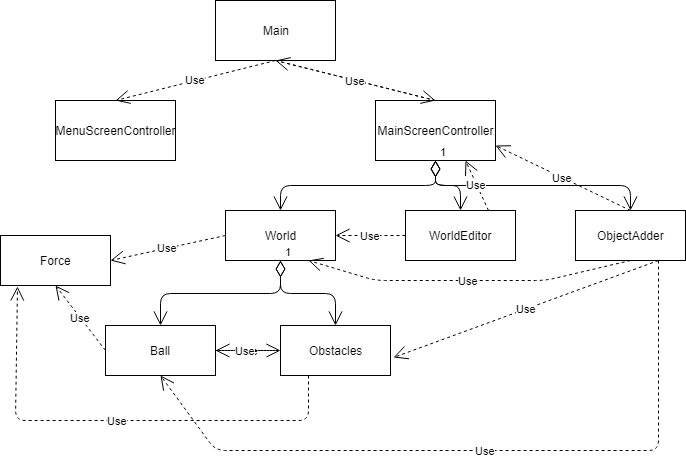 Main
Use
Use
MenuScreenController
MainScreenController
1
Use
Use
World
1
Use
WorldEditor
ObjectAdder
Force
Use
Use
Use
Use
Ball
Use
Obstacles
Use
Use